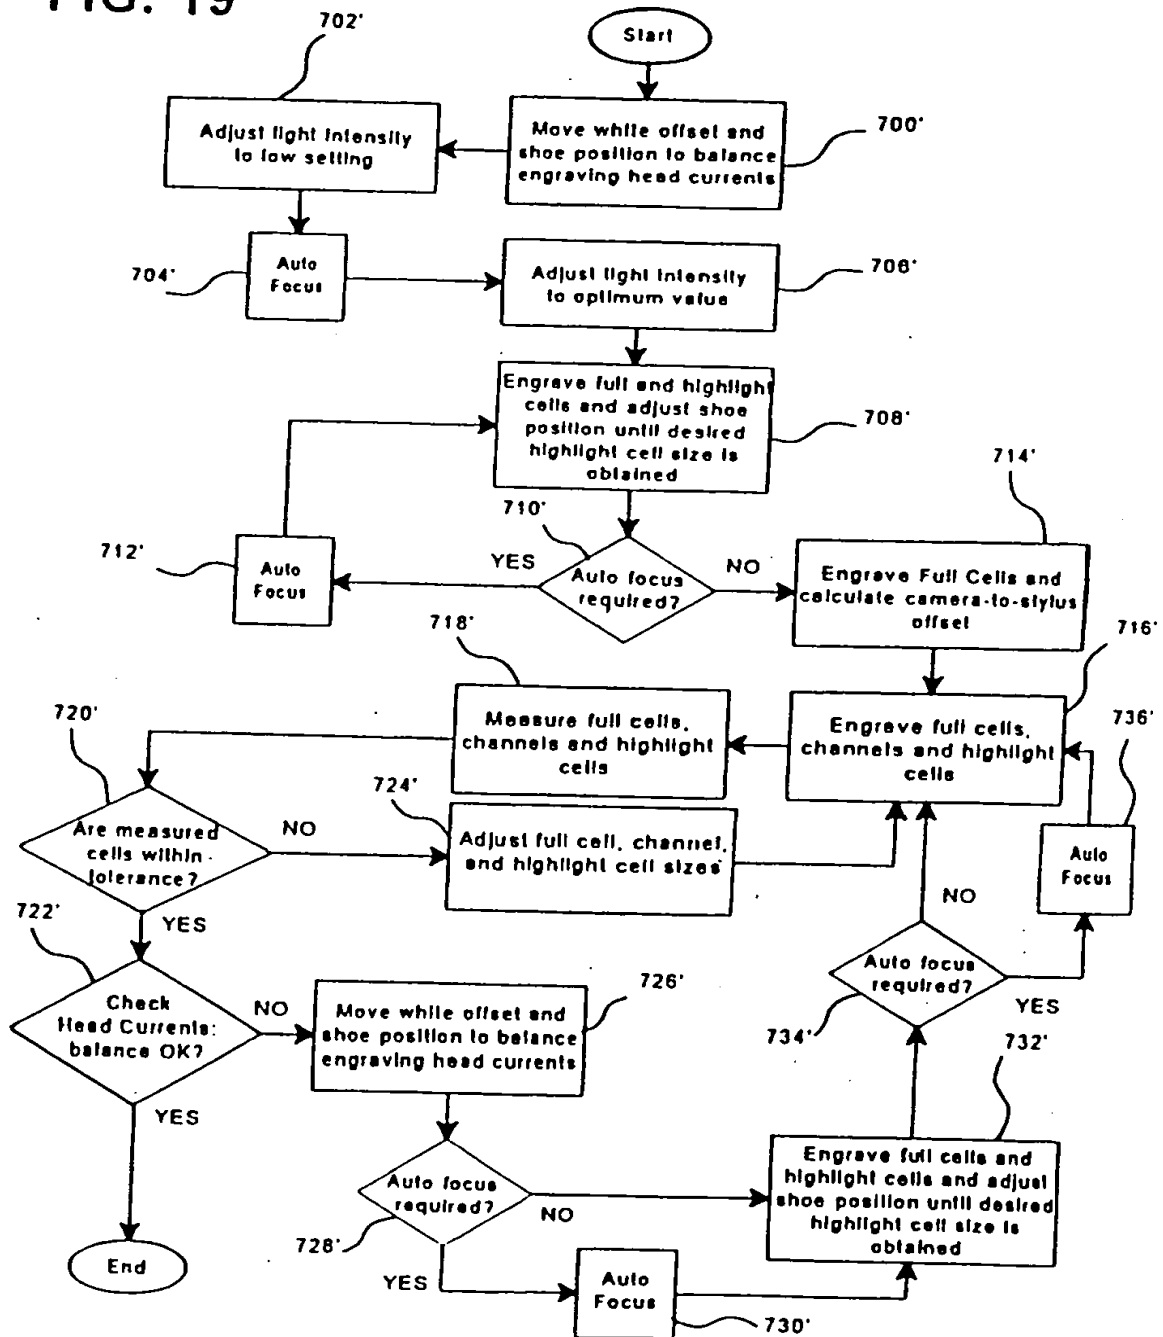 FIG. 19
Start
702'
Adjust light Intensity
to low setting
Move white offset and
shoe position to balance
engraving head currents
700'
704'
Auto
Focus
Adjust light Intensity
to optimum value
706'
Engrave full and highlight
cells and adjust shoe
position until desired
highlight cell size is
obtained
708'
710'
712'
Auto
Focus
YES
Auto focus
required?
NO
714'
Engrave Full Cells and
calculate camera-to-stylus
offset
716'
718'
Measure full cells,
channels and highlight
cells
Engrave full cells,
channels and highlight
cells
736'
Auto
Focus
720'
Are measured
cells within
tolerance?
NO
724'
Adjust full cell, channel,
and highlight cell sizes
YES
722'
Check
Head Currents:
balance OK?
NO
Move white offset and
shoe position to balance
engraving head currents
726'
NO
Auto focus
required?
YES
734'
732'
YES
Auto focus
required?
NO
728'
YES
Engrave full cells and
highlight cells and adjust
shoe position until desired
highlight cell size is
obtained
Auto
Focus
730'
End